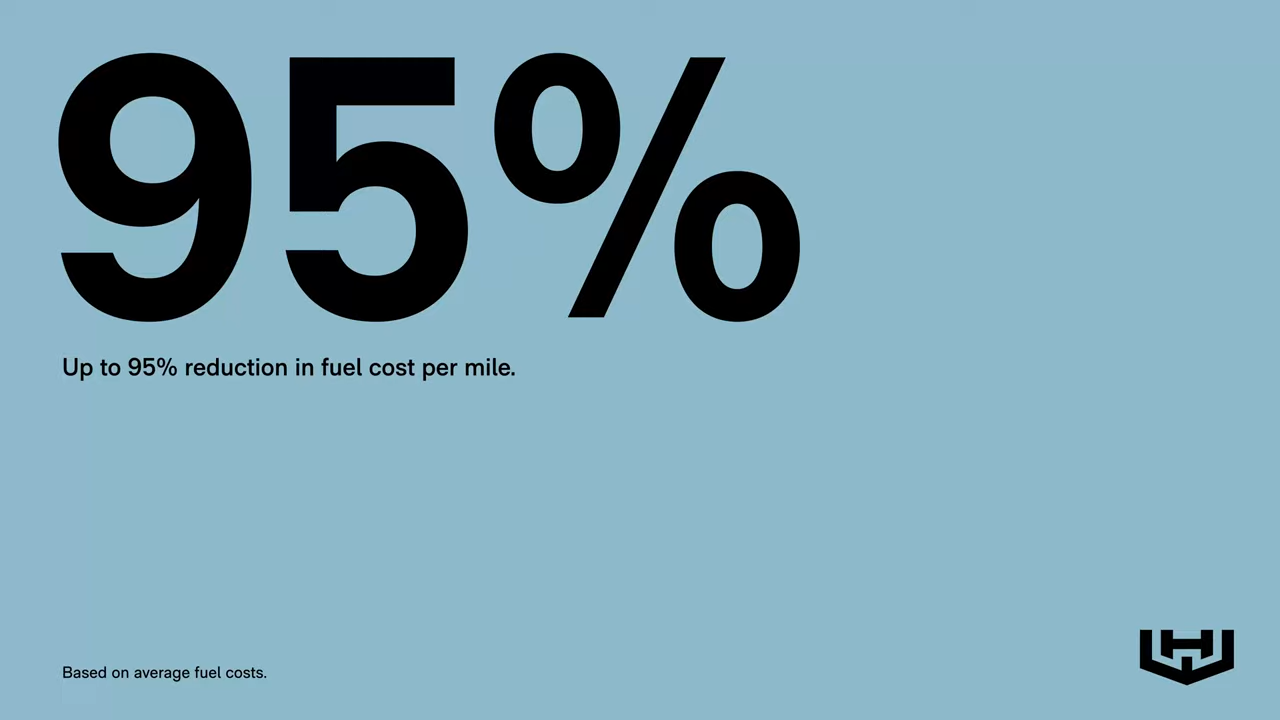 95%
Up to 95% reduction in fuel cost per mile.
Based on average fuel costs.